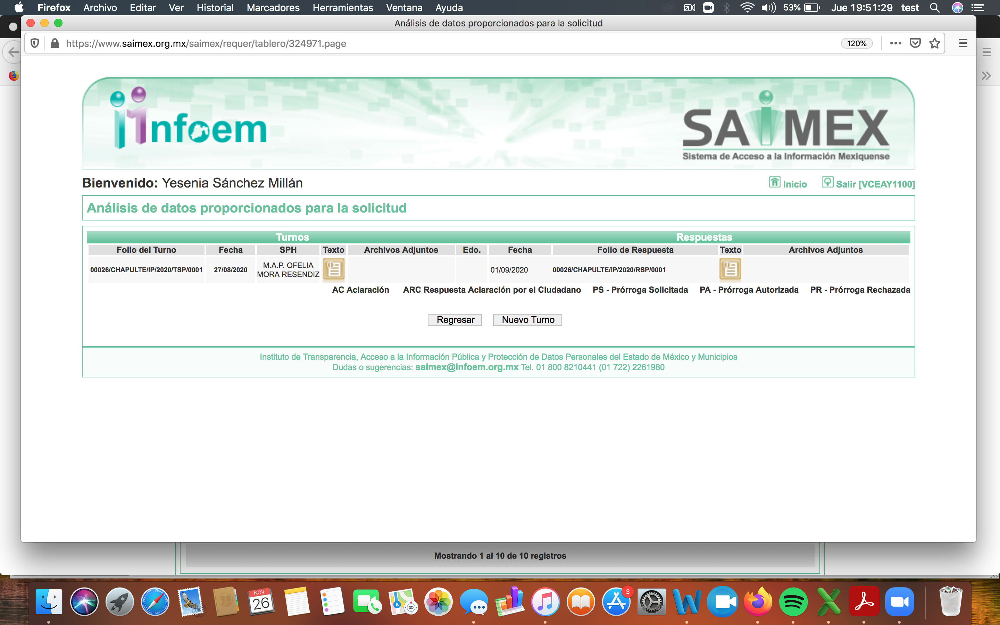 Firefox Archivo Editar Ver Historial Marcadores Herramientas Ventana Ayuda 53% Jue 19:51:29 test
Análisis de datos proporcionados para la solicitud
https://www.saimex.org.mx/saimex/requer/tablero/324971.page 120%
infoem
SAiMEX
Sistema de Acceso a la Información Mexiquense
Bienvenido: Yesenia Sánchez Millán Inicio Salir [VCEAY1100]
Análisis de datos proporcionados para la solicitud
Turnos Respuestas
Folio del Turno Fecha SPH Texto Archivos Adjuntos Edo. Fecha Folio de Respuesta Texto Archivos Adjuntos
00026/CHAPULTE/IP/2020/TSP/0001 27/08/2020 M.A.P. OFELIA MORA RESENDIZ 01/09/2020 00026/CHAPULTE/IP/2020/RSP/0001
AC Aclaración ARC Respuesta Aclaración por el Ciudadano PS - Prórroga Solicitada PA - Prórroga Autorizada PR - Prórroga Rechazada
Regresar Nuevo Turno
Instituto de Transparencia, Acceso a la Información Pública y Protección de Datos Personales del Estado de México y Municipios
Dudas o sugerencias: saimex@infoem.org.mx Tel. 01 800 8210441 (01 722) 2261980
Mostrando 1 al 10 de 10 registros
NOV
26
3D
3